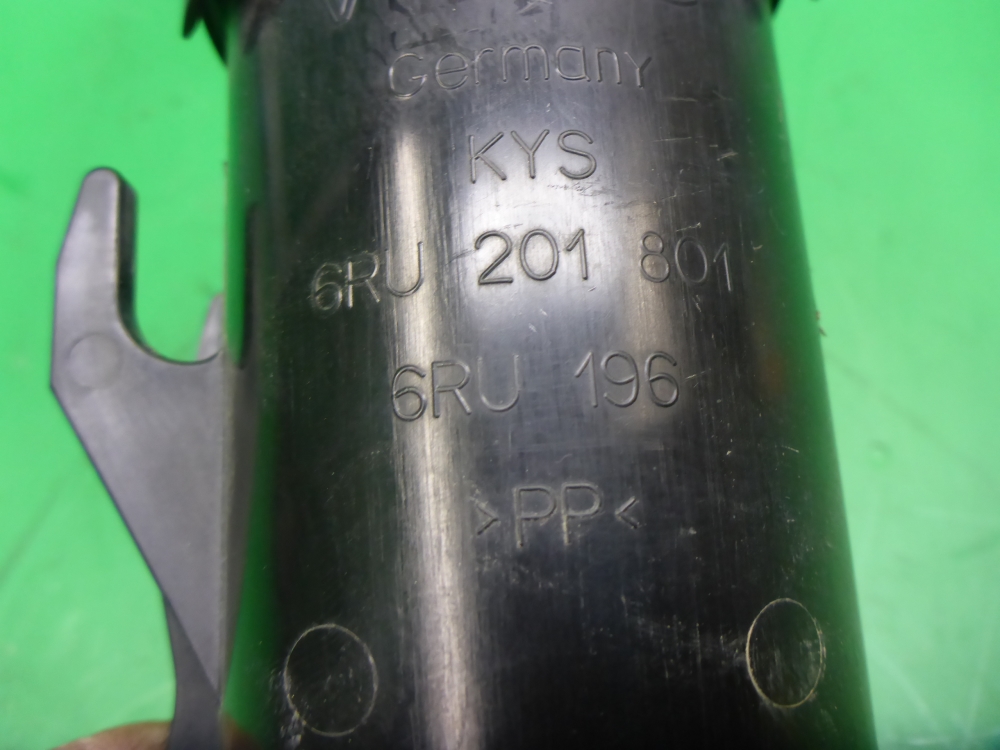 Germany
KYS
6RU 201 801
6RU 196
>PP<